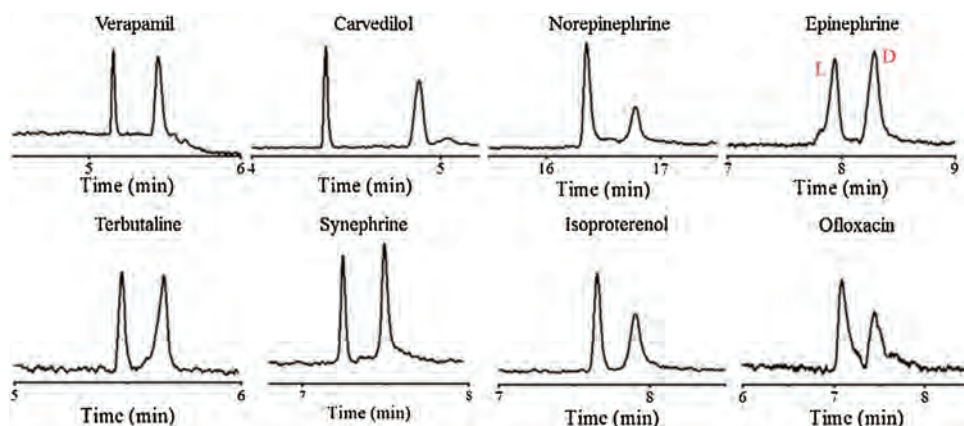 Verapamil Carvedilol Norepinephrine Epinephrine
L D
5 6 4 5 16 17 7 8 9
Time (min) Time (min) Time (min) Time (min)
Terbutaline Synephrine Isoproterenol Ofloxacin
5 6 7 8 7 8 6 7 8
Time (min) Time (min) Time (min) Time (min)